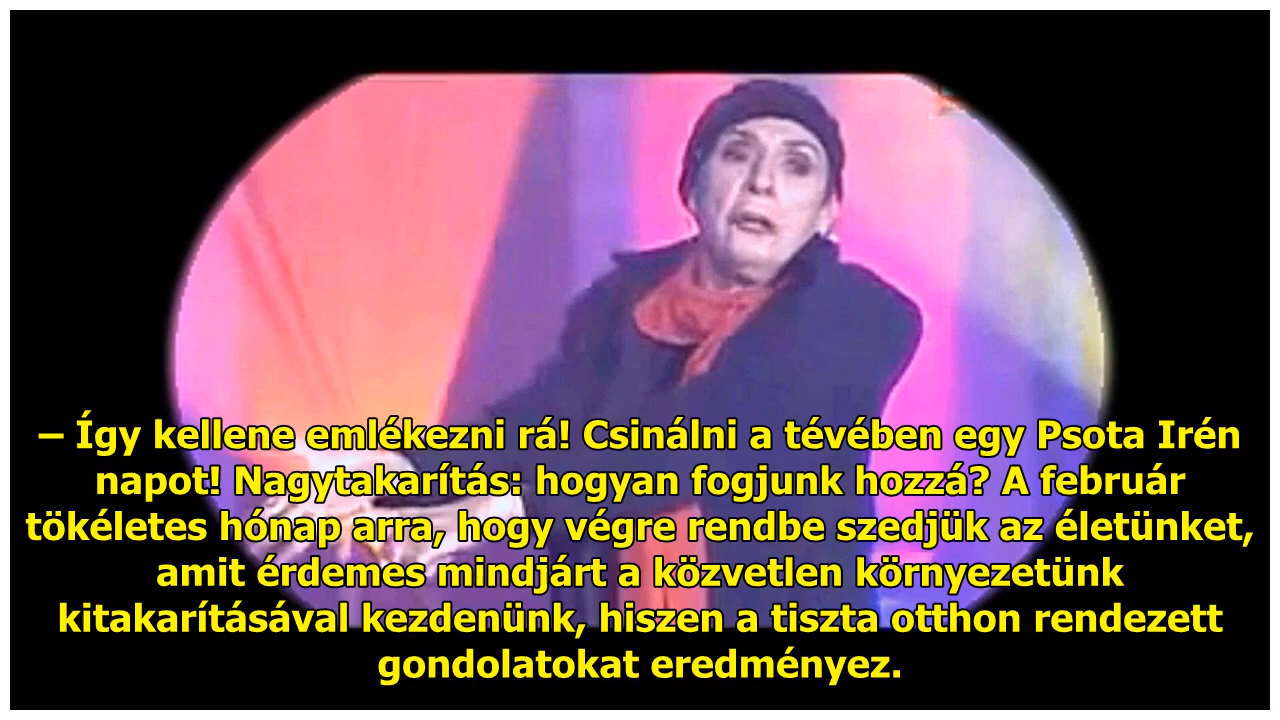 – Így kellene emlékezni rá! Csinálni a tévében egy Psota Irén
napot! Nagytakarítás: hogyan fogjunk hozzá? A február
tökéletes hónap arra, hogy végre rendbe szedjük az életünket,
amit érdemes mindjárt a közvetlen környezetünk
kitakarításával kezdenünk, hiszen a tiszta otthon rendezett
gondolatokat eredményez.